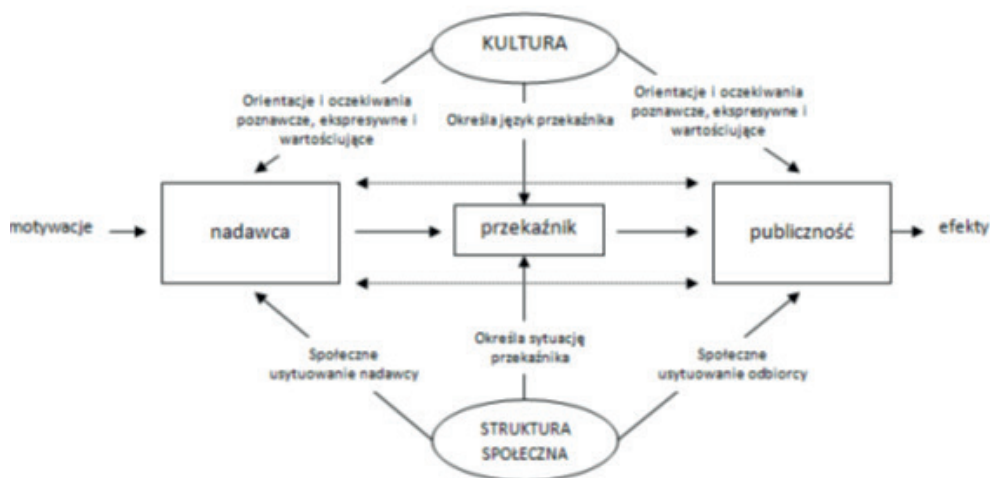 KULTURA
Orientacje i oczekiwania
poznawcze, ekspresywne i
wartościujące
Określa język przekaźnika
Orientacje i oczekiwania
poznawcze, ekspresywne i
wartościujące
motywacje
nadawca
przekaźnik
publiczność
efekty
Społeczne
usytuowanie nadawcy
Określa sytuację
przekaźnika
Społeczne
usytuowanie odbiorcy
STRUKTURA
SPOŁECZNA